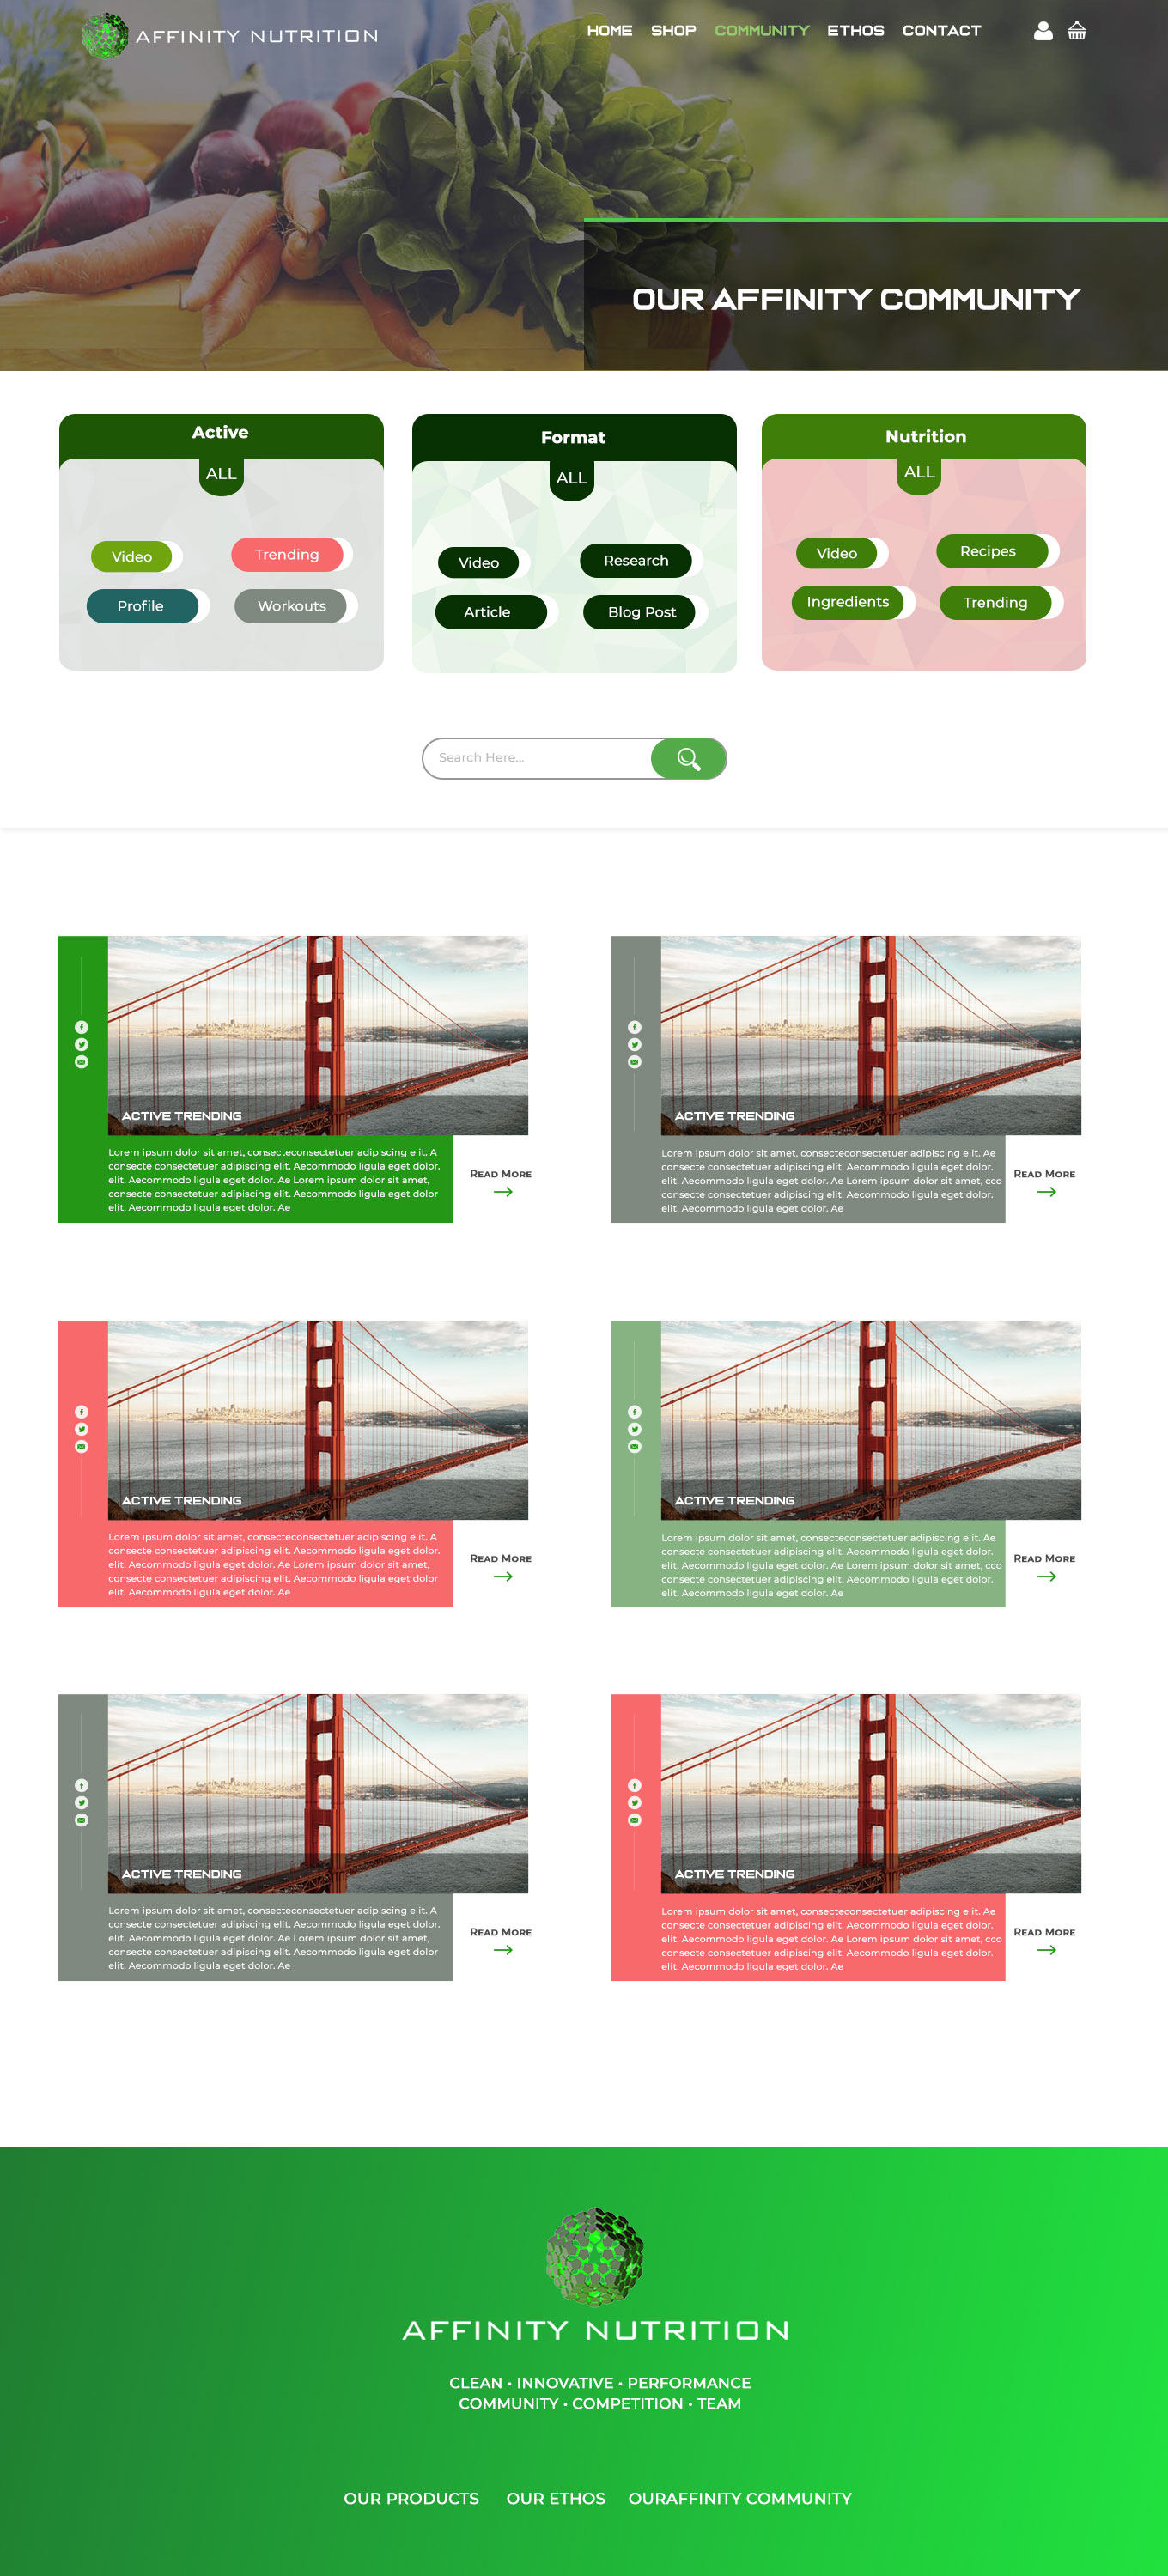 AFFINITY NUTRITION
HOME SHOP COMMUNITY ETHOS CONTACT
OUR AFFINITY COMMUNITY
Active
ALL
Video
Trending
Profile
Workouts
Format
ALL
Video
Research
Article
Blog Post
Nutrition
ALL
Video
Recipes
Ingredients
Trending
Search Here...
ACTIVE TRENDING
Lorem ipsum dolor sit amet, consecteconsectetuer adipiscing elit. A
consecte consectetuer adipiscing elit. Aecommodo ligula eget dolor.
elit. Aecommodo ligula eget dolor. Ae Lorem ipsum dolor sit amet,
consecte consectetuer adipiscing elit. Aecommodo ligula eget dolor
elit. Aecommodo ligula eget dolor. Ae
READ MORE
ACTIVE TRENDING
Lorem ipsum dolor sit amet, consecteconsectetuer adipiscing elit. Ae
consecte consectetuer adipiscing elit. Aecommodo ligula eget dolor.
elit. Aecommodo ligula eget dolor. Ae Lorem ipsum dolor sit amet, cco
consecte consectetuer adipiscing elit. Aecommodo ligula eget dolor.
elit. Aecommodo ligula eget dolor. Ae
READ MORE
ACTIVE TRENDING
Lorem ipsum dolor sit amet, consecteconsectetuer adipiscing elit. A
consecte consectetuer adipiscing elit. Aecommodo ligula eget dolor.
elit. Aecommodo ligula eget dolor. Ae Lorem ipsum dolor sit amet,
consecte consectetuer adipiscing elit. Aecommodo ligula eget dolor
elit. Aecommodo ligula eget dolor. Ae
READ MORE
ACTIVE TRENDING
Lorem ipsum dolor sit amet, consecteconsectetuer adipiscing elit. Ae
consecte consectetuer adipiscing elit. Aecommodo ligula eget dolor.
elit. Aecommodo ligula eget dolor. Ae Lorem ipsum dolor sit amet, cco
consecte consectetuer adipiscing elit. Aecommodo ligula eget dolor.
elit. Aecommodo ligula eget dolor. Ae
READ MORE
ACTIVE TRENDING
Lorem ipsum dolor sit amet, consecteconsectetuer adipiscing elit. A
consecte consectetuer adipiscing elit. Aecommodo ligula eget dolor.
elit. Aecommodo ligula eget dolor. Ae Lorem ipsum dolor sit amet,
consecte consectetuer adipiscing elit. Aecommodo ligula eget dolor
elit. Aecommodo ligula eget dolor. Ae
READ MORE
ACTIVE TRENDING
Lorem ipsum dolor sit amet, consecteconsectetuer adipiscing elit. Ae
consecte consectetuer adipiscing elit. Aecommodo ligula eget dolor.
elit. Aecommodo ligula eget dolor. Ae Lorem ipsum dolor sit amet, cco
consecte consectetuer adipiscing elit. Aecommodo ligula eget dolor.
elit. Aecommodo ligula eget dolor. Ae
READ MORE
AFFINITY NUTRITION
CLEAN • INNOVATIVE • PERFORMANCE
COMMUNITY • COMPETITION • TEAM
OUR PRODUCTS OUR ETHOS OURAFFINITY COMMUNITY